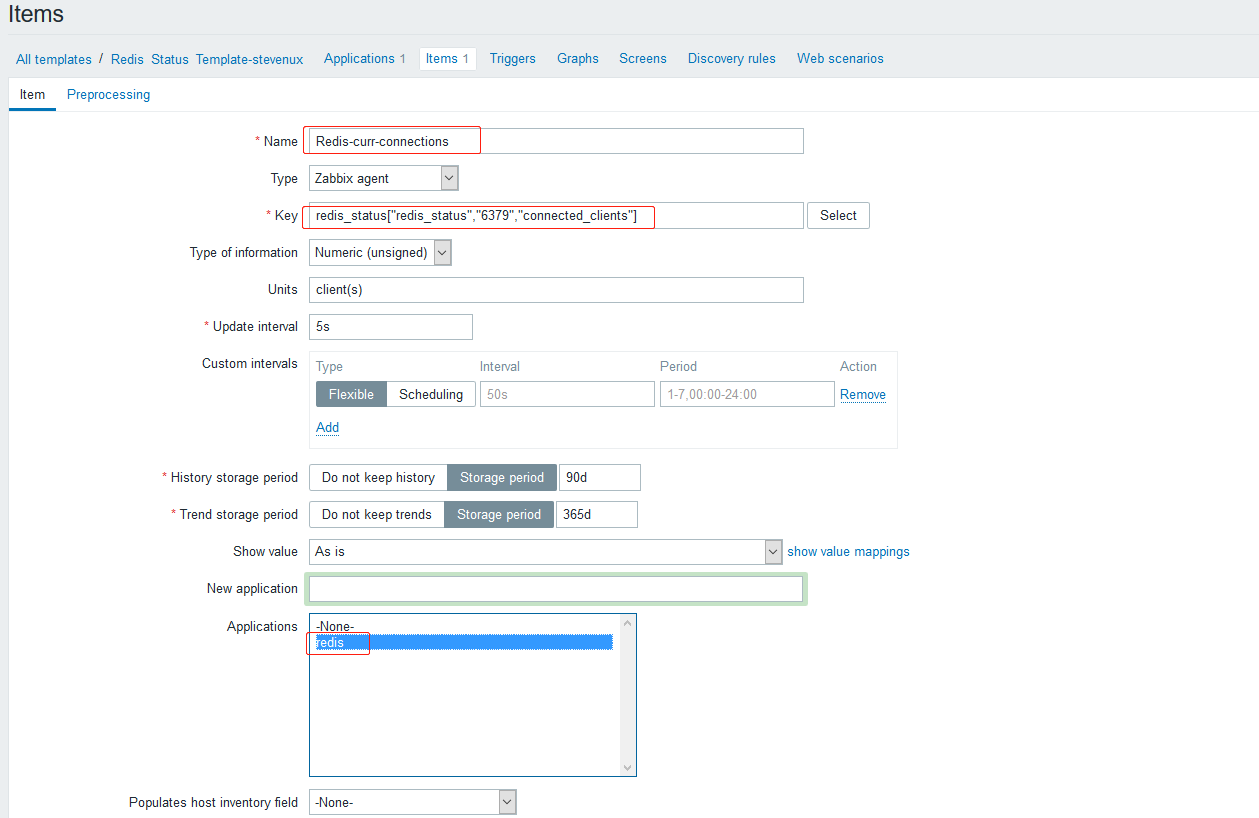 Items
All templates / Redis Status Template-stevenux Applications 1 Items 1 Triggers Graphs Screens Discovery rules Web scenarios
Item Preprocessing
* Name Redis-curr-connections
Type Zabbix agent
* Key redis_status["redis_status","6379","connected_clients"] Select
Type of information Numeric (unsigned)
Units client(s)
* Update interval 5s
Custom intervals Type Interval Period Action
Flexible Scheduling 50s 1-7,00:00-24:00 Remove
Add
* History storage period Do not keep history Storage period 90d
* Trend storage period Do not keep trends Storage period 365d
Show value As is show value mappings
New application
Applications -None-
redis
Populates host inventory field -None-